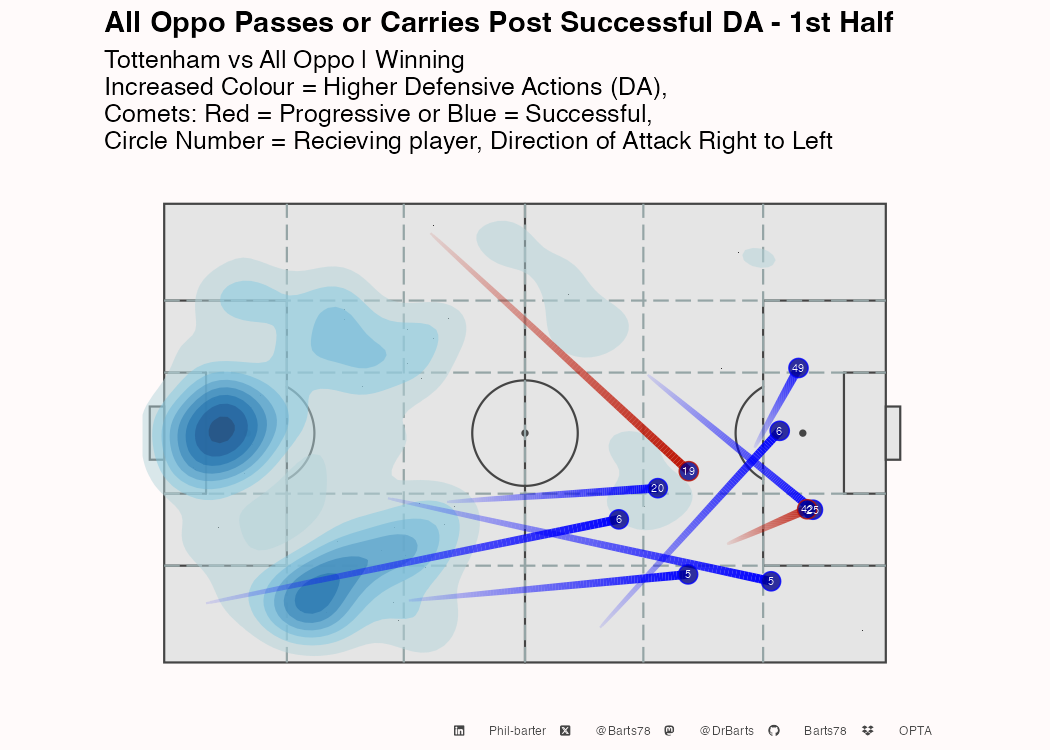 All Oppo Passes or Carries Post Successful DA - 1st Half
Tottenham vs All Oppo | Winning
Increased Colour = Higher Defensive Actions (DA),
Comets: Red = Progressive or Blue = Successful,
Circle Number = Recieving player, Direction of Attack Right to Left
49
6
19
20
6
5
5
Phil-barter @Barts78 @DrBarts Barts78 OPTA